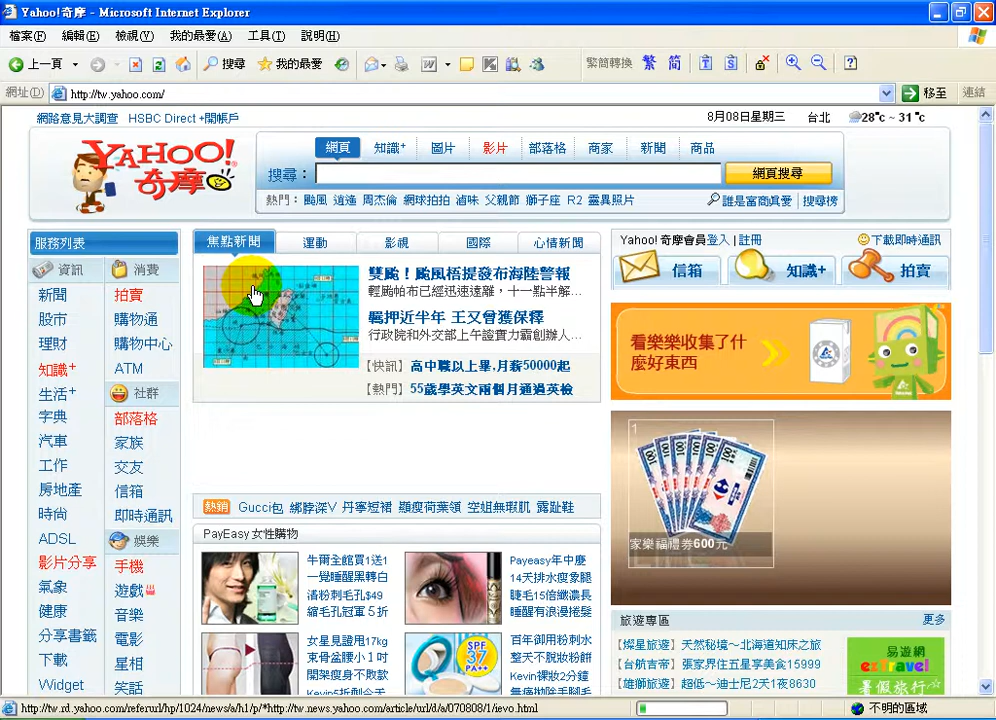 Yahoo!奇摩 - Microsoft Internet Explorer
檔案(F) 編輯(E) 檢視(V) 我的最愛(A) 工具(T) 說明(H)
上一頁 搜尋 我的最愛 繁簡轉換 繁 简
網址(D) http://tw.yahoo.com/ 移至 連結
網路意見大調查 HSBC Direct +開帳戶
8月08日星期三 台北 28°c ~ 31°c
YAHOO! 奇摩
網頁 知識+ 圖片 影片 部落格 商家 新聞 商品
搜尋： 網頁搜尋
熱門： 颱風 逍遙 周杰倫 網球拍拍 滷味 父親節 獅子座 R2 靈異照片
誰是富商真愛 | 搜尋榜
服務列表
資訊
新聞
股市
理財
知識+
生活+
字典
汽車
工作
房地產
時尚
ADSL
影片分享
氣象
健康
分享書籤
下載
Widget
消費
拍賣
購物通
購物中心
ATM
社群
部落格
家族
交友
信箱
即時通訊
娛樂
手機
遊戲
音樂
電影
星相
笑話
焦點新聞 運動 影視 國際 心情新聞
雙颱！颱風梧提發布海陸警報
輕颱帕布已經迅速遠離，十一點半解...
羈押近半年 王又曾獲保釋
行政院和外交部上午證實力霸創辦人...
【快訊】 高中職以上畢,月薪50000起
【熱門】 55歲學英文兩個月通過英檢
熱銷 Gucci包 綁脖深V 丹寧短裙 顯瘦荷葉領 空姐無瑕肌 露趾鞋
PayEasy 女性購物
牛爾全館買1送1
一覺睡醒黑轉白
潘粉刺毛孔$49
縮毛孔冠軍5折
Payeasy年中慶
14天排水瘦象腿
睫毛15倍纖濃長
睡醒有浪漫捲髮
女星見證甩17kg
束骨盆腰小1吋
開架瘦身不敗款
Kevin5折剩今天
SPF
37
PA++
百年御用粉刺水
整天不脫妝粉餅
Kevin裸妝2分鐘
Yahoo! 奇摩會員登入 | 註冊
下載即時通訊
信箱 知識+ 拍賣
看樂樂收集了什
麼好東西
1
100
家樂福禮券600元
旅遊專區 更多
【燦星旅遊】 天然秘境～北海道知床之旅
【台航吉帝】 張家界住五星享美食15999
【雄獅旅遊】 超低～迪士尼2天1夜8630
易遊網
ezTravel
暑假旅行
http://tw.rd.yahoo.com/referurl/hp/1024/news/a/h1/p/*http://tw.news.yahoo.com/article/url/d/a/070808/1/ievo.html
不明的區域